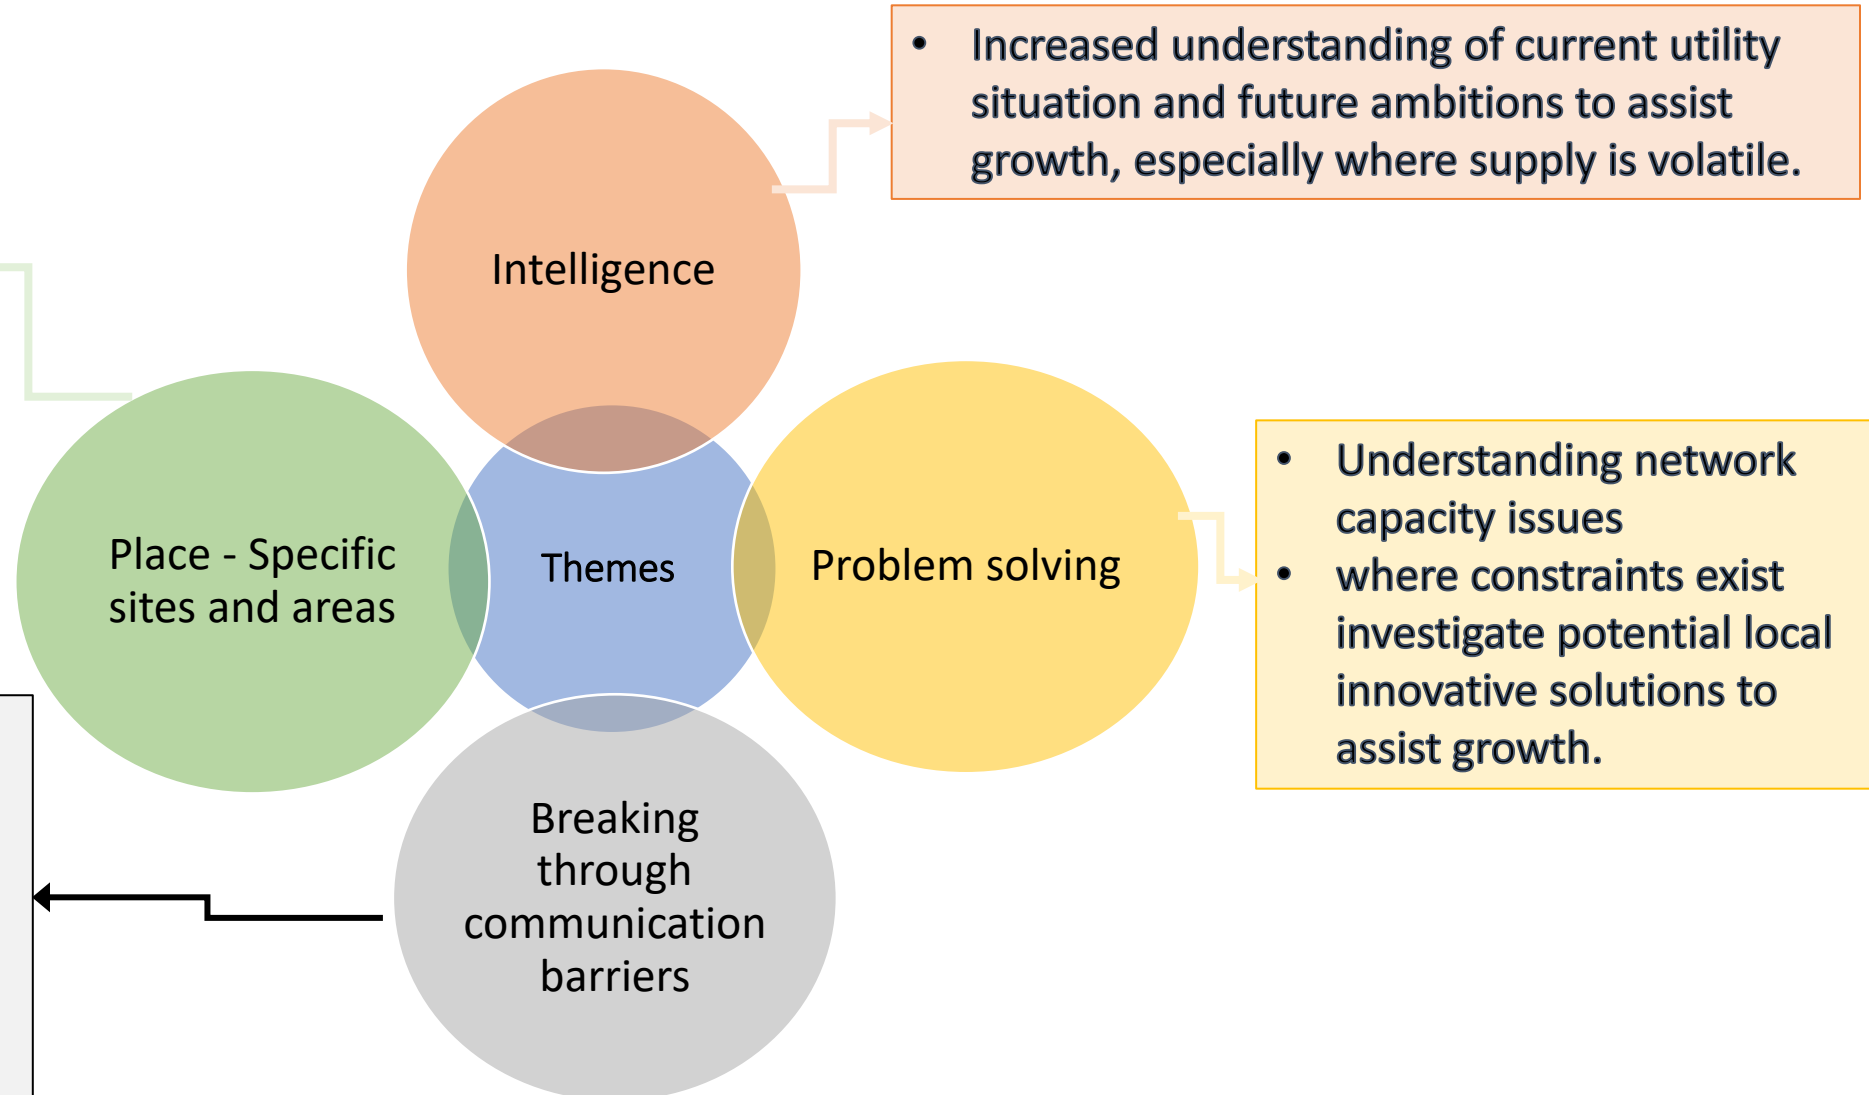 • Increased understanding of current utility
situation and future ambitions to assist
growth, especially where supply is volatile.
Intelligence
Place - Specific
sites and areas
Themes
Problem solving
• Understanding network
capacity issues
• where constraints exist
investigate potential local
innovative solutions to
assist growth.
Breaking
through
communication
barriers